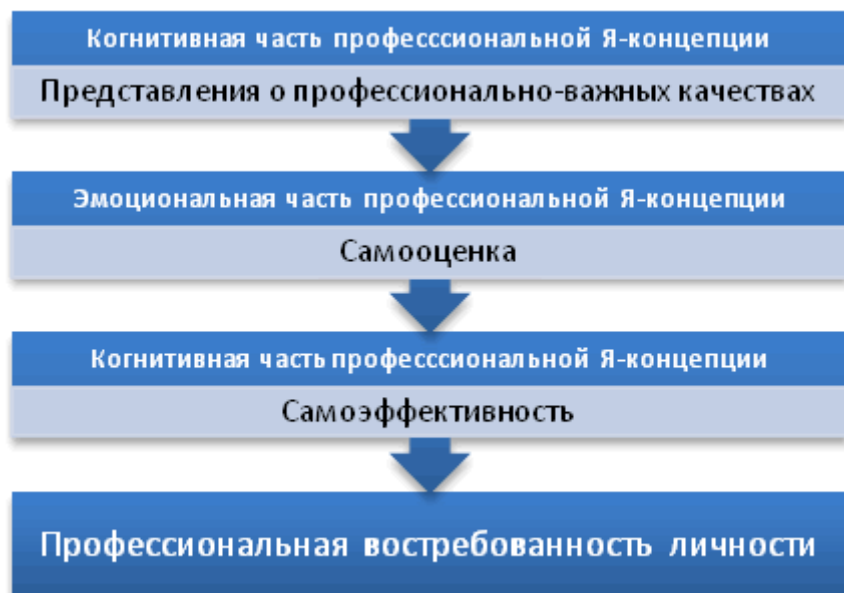 Когнитивная часть професссиональной Я-концепции
Представления о профессионально-важных качествах
Эмоциональная часть профессиональной Я-концепции
Самооценка
Когнитивная часть професссиональной Я-концепции
Самоэффективность
Профессиональная востребованность личности